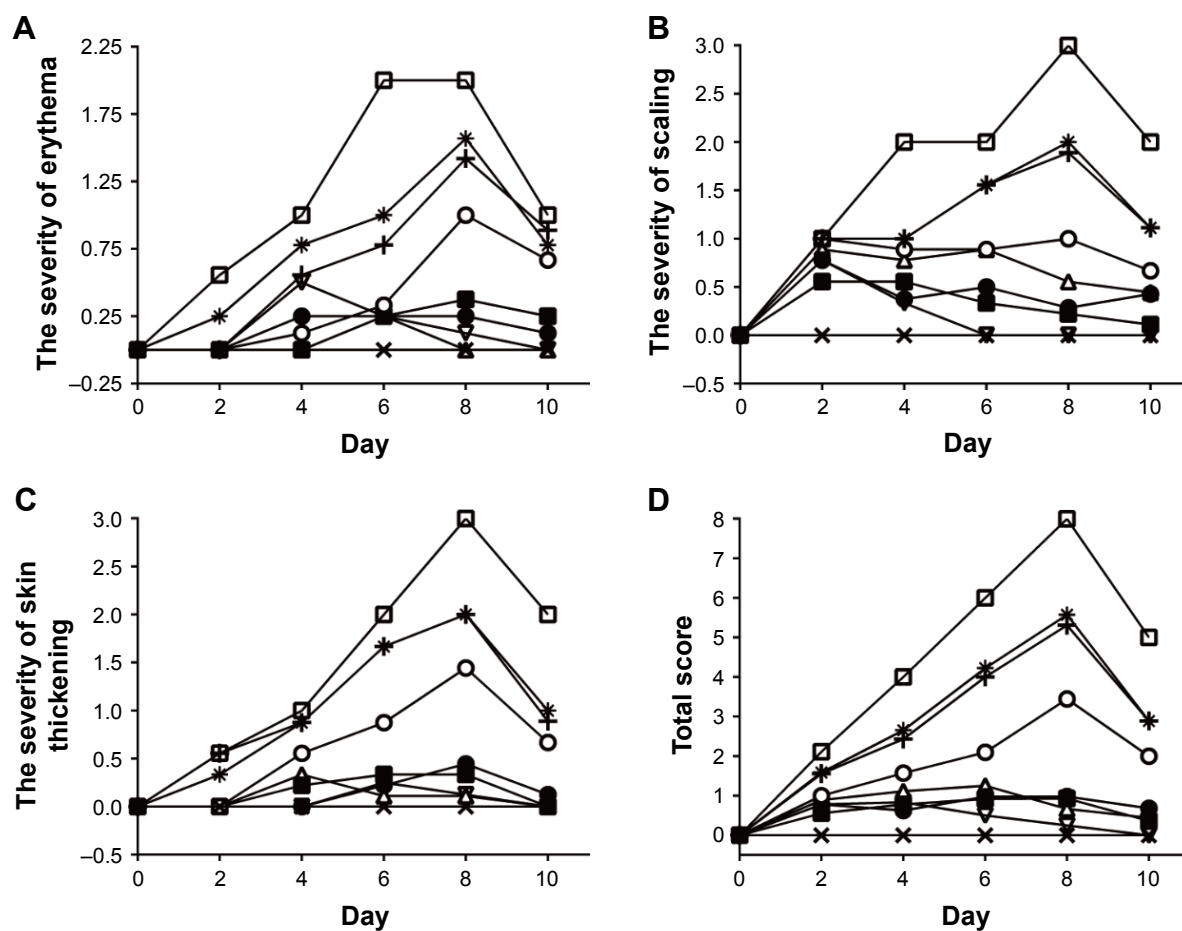 A
The severity of erythema
2.25
1.75
1.25
0.75
0.25
–0.25
0 2 4 6 8 10
Day
B
The severity of scaling
3.0
2.5
2.0
1.5
1.0
0.5
0.0
–0.5
0 2 4 6 8 10
Day
C
The severity of skin
thickening
3.0
2.5
2.0
1.5
1.0
0.5
0.0
–0.5
0 2 4 6 8 10
Day
D
Total score
8
7
6
5
4
3
2
1
0
0 2 4 6 8 10
Day